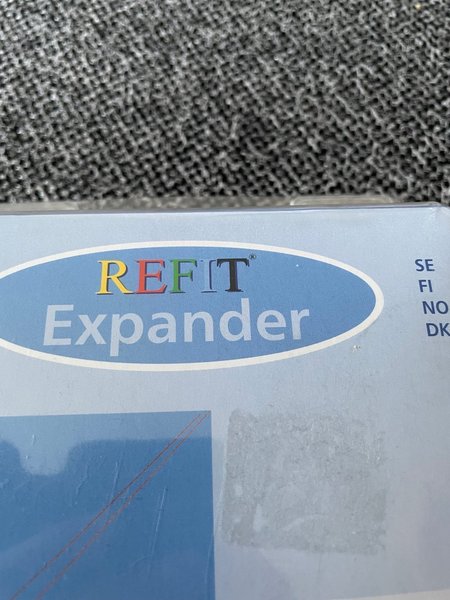 REFIT®
Expander
SE
FI
NO
DK